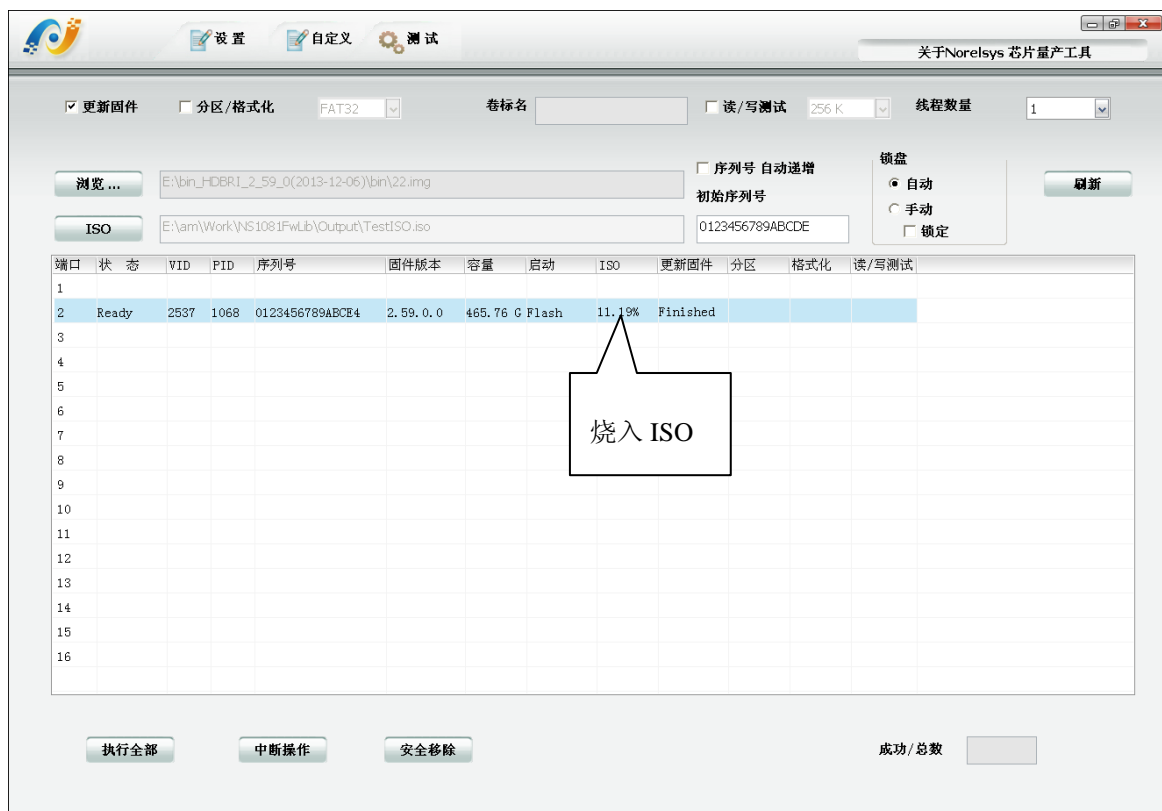 设 置 自定义 测 试
关于Norelsys 芯片量产工具
更新固件 分区/格式化 FAT32 卷标名 读/写测试 256 K 线程数量 1
浏览 ... E:\bin_HDBRI_2_59_0(2013-12-06)\bin\22.img
ISO E:\am\Work\NS1081FwLib\Output\TestISO.iso
序列号 自动递增
初始序列号
0123456789ABCDE
锁盘
自动
手动
锁定
刷新
端口 状 态 VID PID 序列号 固件版本 容量 启动 ISO 更新固件 分区 格式化 读/写测试
1
2 Ready 2537 1068 0123456789ABCE4 2.59.0.0 465.76 G Flash 11.19% Finished
3
4
5
6
7
8
9
10
11
12
13
14
15
16
烧入 ISO
执行全部 中断操作 安全移除 成功/总数